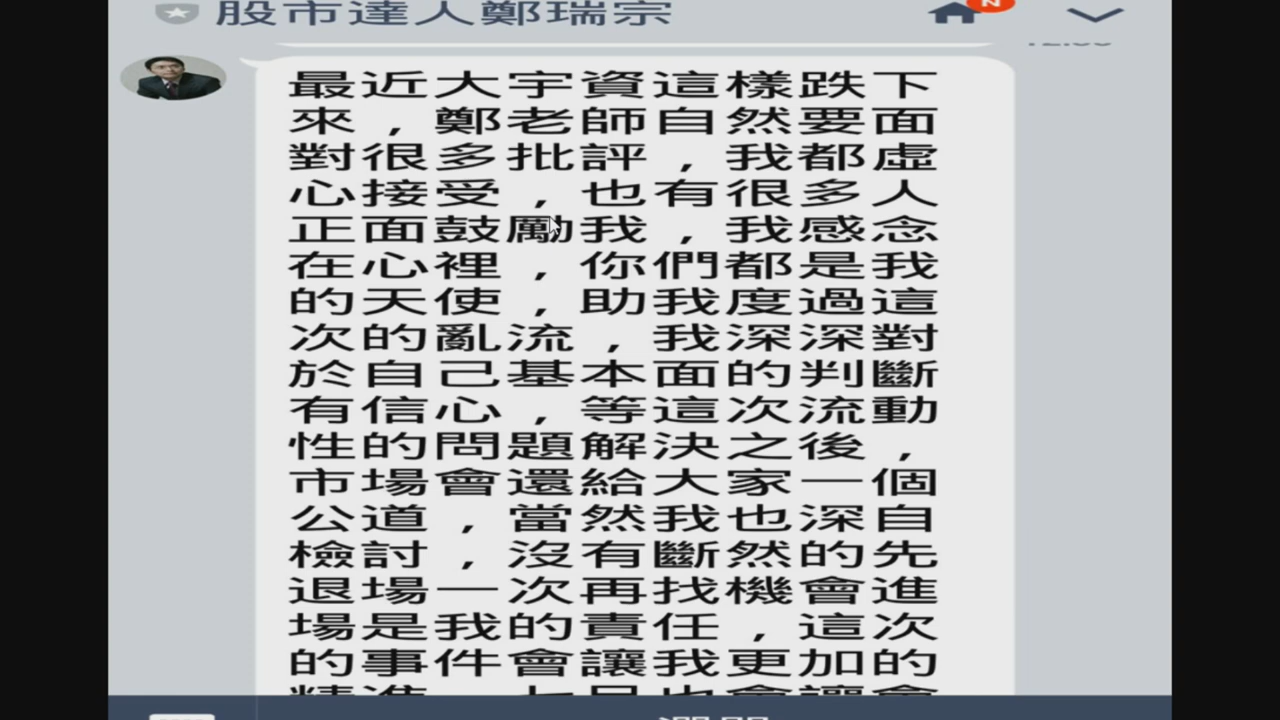 股市達人鄭瑞宗
N
最近大宇資這樣跌下
來，鄭老師自然要面
對很多批評，我都虛
心接受，也有很多人
正面鼓勵我，我感念
在心裡，你們都是我
的天使，助我度過這
次的亂流，我深深對
於自己基本面的判斷
有信心，等這次流動
性的問題解決之後，
市場會還給大家一個
公道，當然我也深自
檢討，沒有斷然的先
退場一次再找機會進
場是我的責任，這次
的事件會讓我更加的